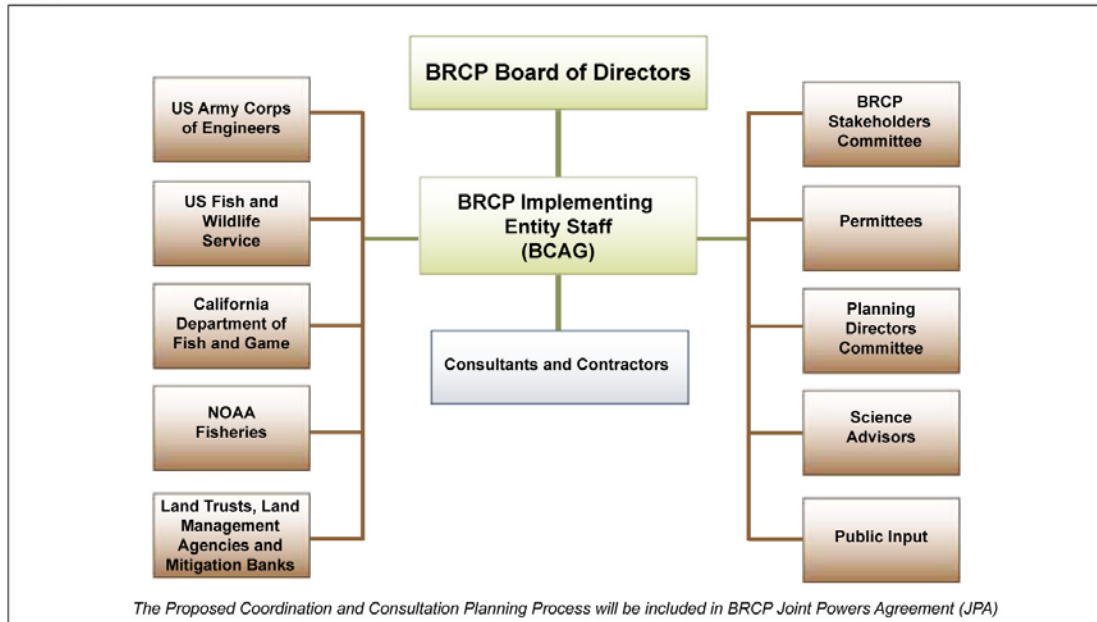 BRCP Board of Directors
US Army Corps
of Engineers
US Fish and
Wildlife
Service
California
Department of
Fish and Game
NOAA
Fisheries
Land Trusts, Land
Management
Agencies and
Mitigation Banks
BRCP Implementing
Entity Staff
(BCAG)
Consultants and Contractors
BRCP
Stakeholders
Committee
Permittees
Planning
Directors
Committee
Science
Advisors
Public Input
The Proposed Coordination and Consultation Planning Process will be included in BRCP Joint Powers Agreement (JPA)